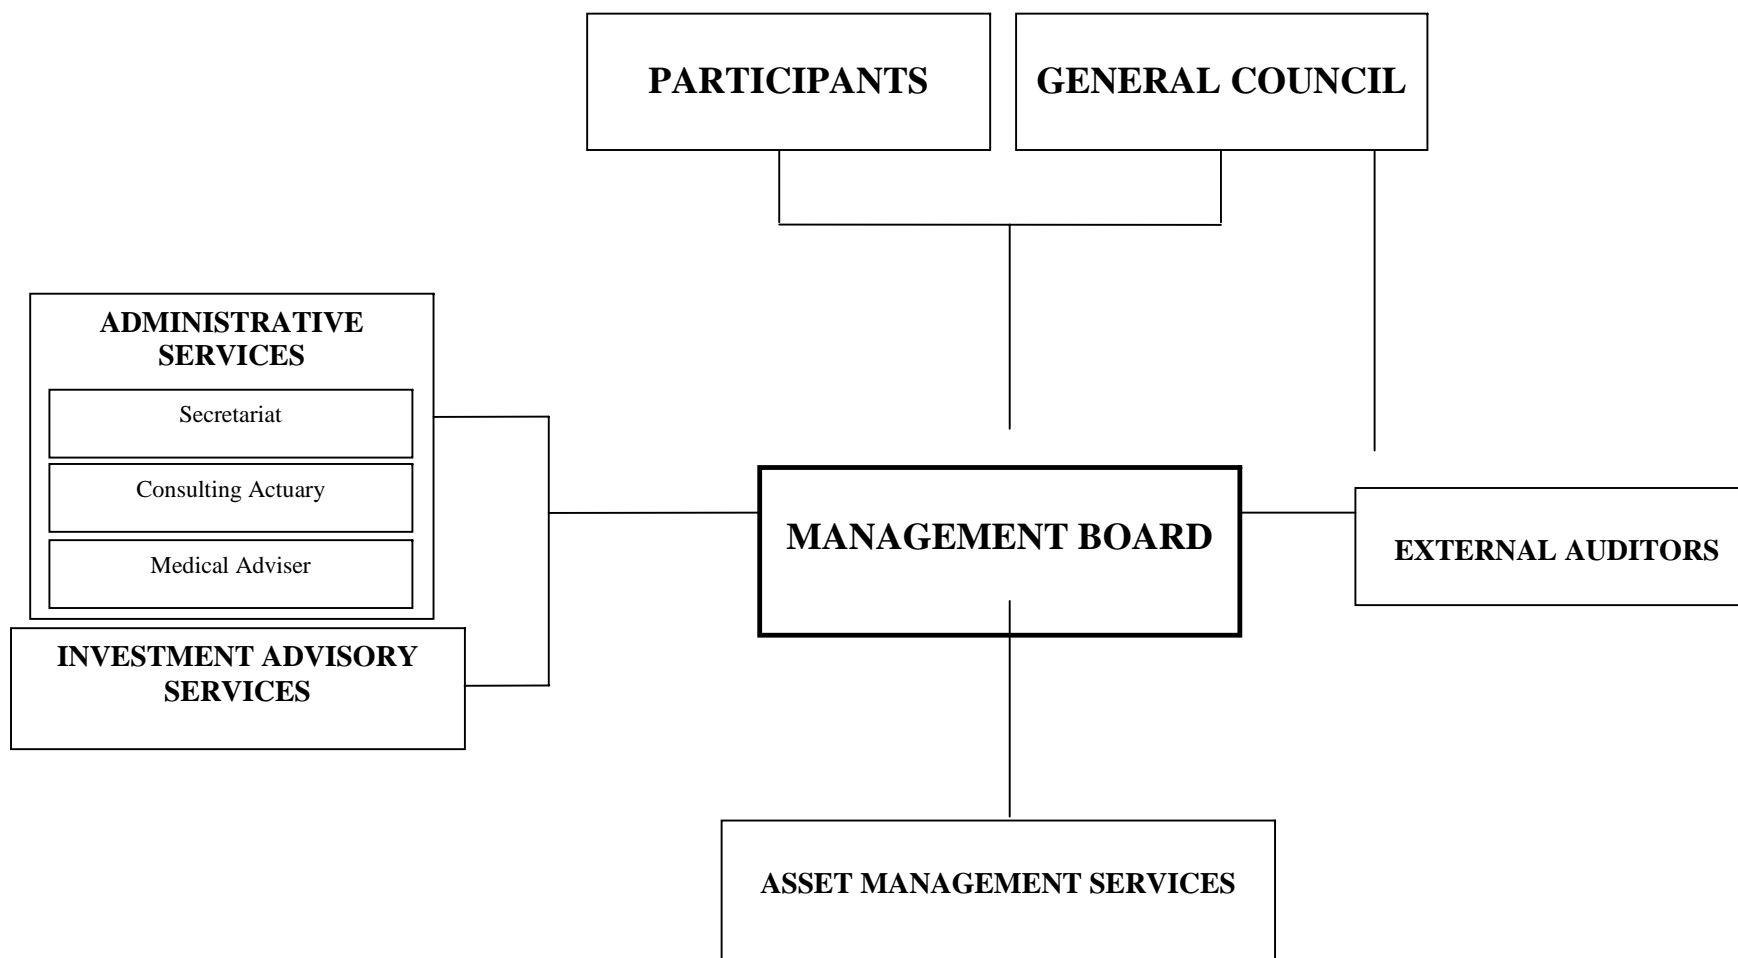 PARTICIPANTS
GENERAL COUNCIL
ADMINISTRATIVE
SERVICES
Secretariat
Consulting Actuary
Medical Adviser
INVESTMENT ADVISORY
SERVICES
MANAGEMENT BOARD
EXTERNAL AUDITORS
ASSET MANAGEMENT SERVICES